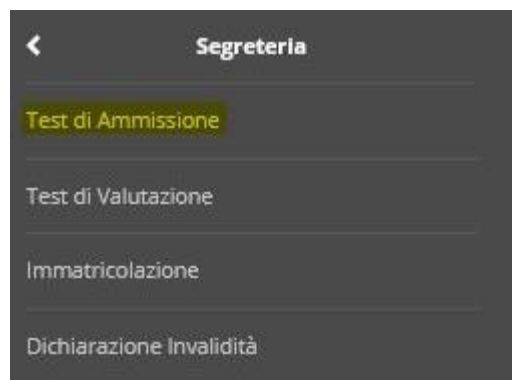 Segreteria
Test di Ammissione
Test di Valutazione
Immatricolazione
Dichiarazione Invalidità